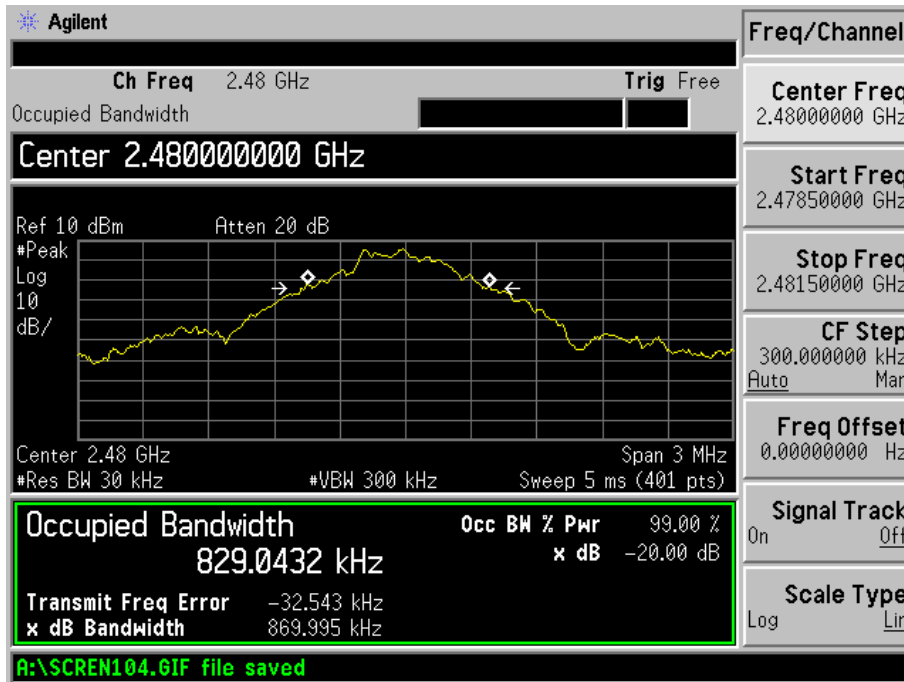 Agilent
Freq/Channel
Ch Freq 2.48 GHz Trig Free
Occupied Bandwidth
Center 2.480000000 GHz
Ref 10 dBm Atten 20 dB
#Peak
Log
10
dB/
Center 2.48 GHz Span 3 MHz
#Res BW 30 kHz #VBW 300 kHz Sweep 5 ms (401 pts)
Occupied Bandwidth
829.0432 kHz
Occ BW % Pwr 99.00 %
x dB -20.00 dB
Transmit Freq Error -32.543 kHz
x dB Bandwidth 869.995 kHz
A:\SCREN104.GIF file saved
Center Freq
2.48000000 GHz
Start Freq
2.47850000 GHz
Stop Freq
2.48150000 GHz
CF Step
300.000000 kHz
Auto Man
Freq Offset
0.00000000 Hz
Signal Track
On Off
Scale Type
Log Lin